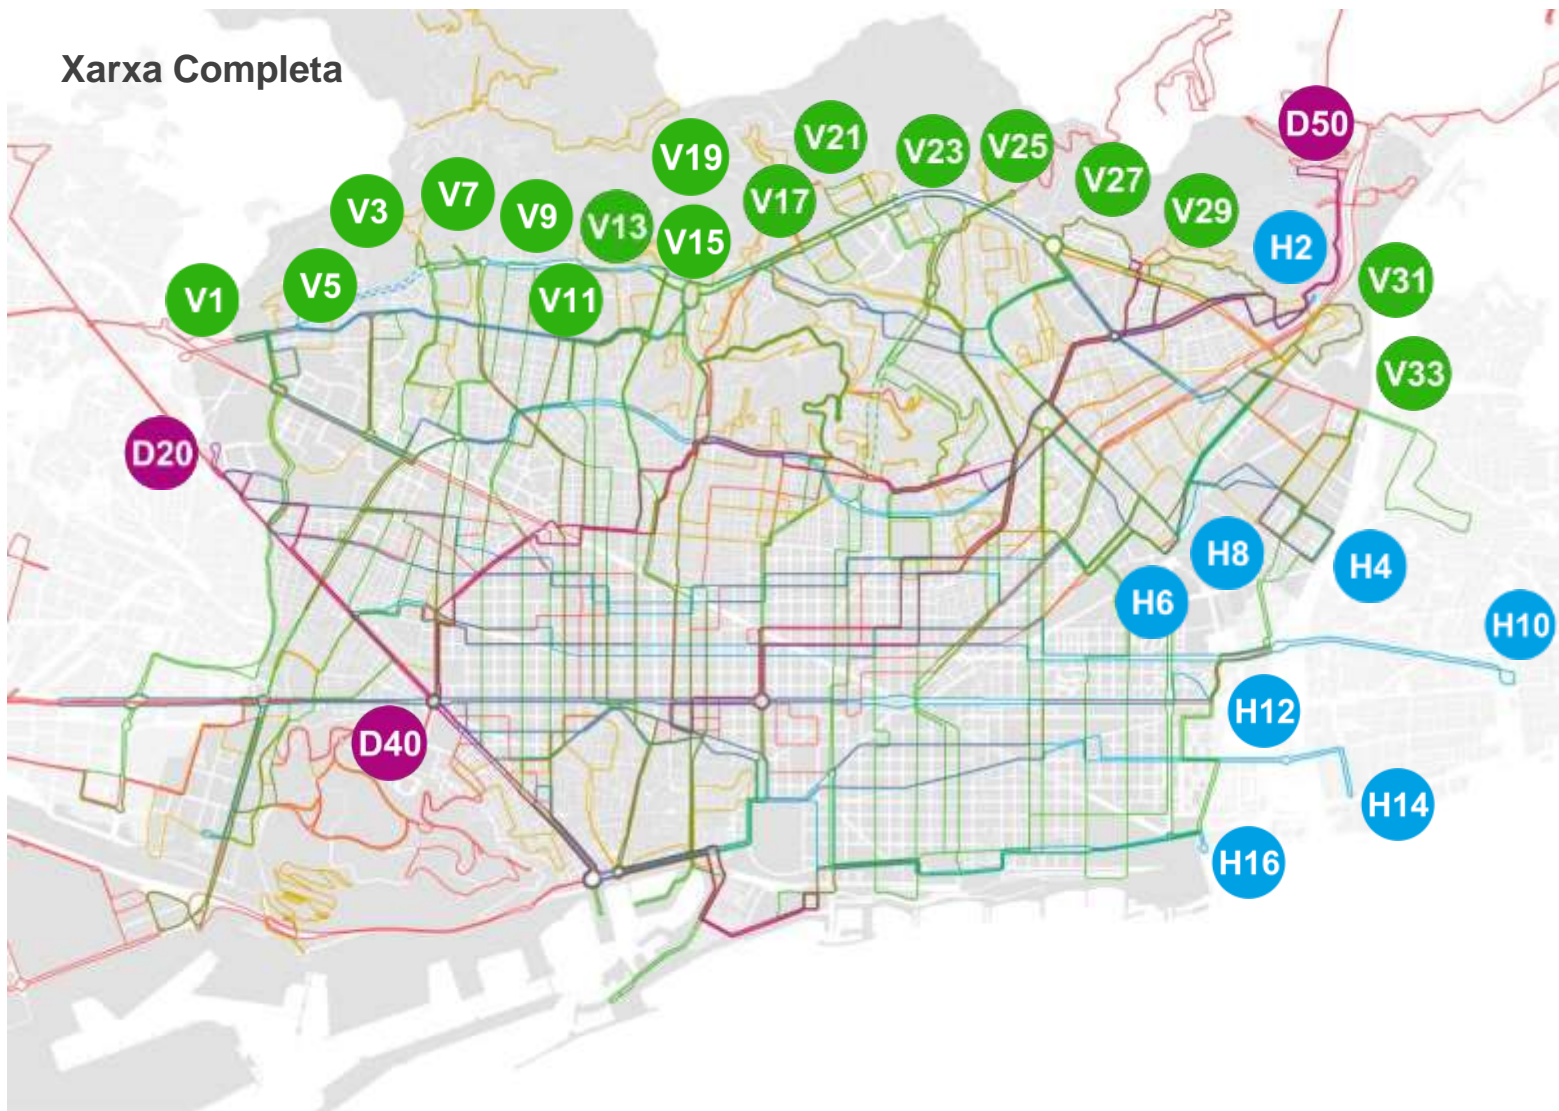 Xarxa Completa
D50
V21
V23
V25
V19
V27
V3
V7
V9
V13
V15
V17
V29
H2
V1
V5
V11
V31
V33
D20
H8
H4
H6
H10
D40
H12
H14
H16